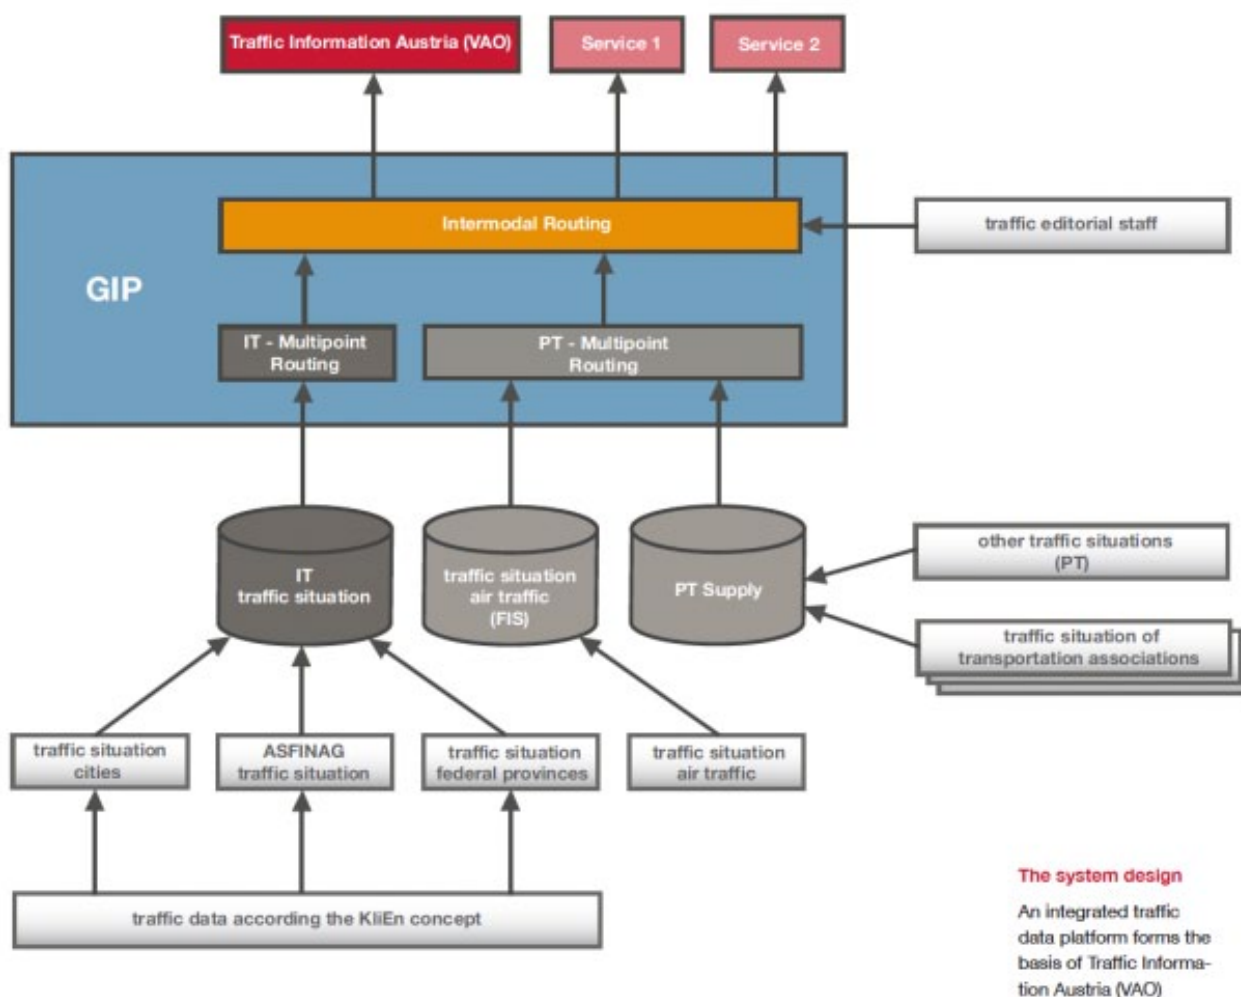 Traffic Information Austria (VAO)
Service 1
Service 2
Intermodal Routing
traffic editorial staff
GIP
IT - Multipoint
Routing
PT - Multipoint
Routing
IT
traffic situation
traffic situation
air traffic
(FIS)
PT Supply
other traffic situations
(PT)
traffic situation of
transportation associations
traffic situation
cities
ASFINAG
traffic situation
traffic situation
federal provinces
traffic situation
air traffic
traffic data according the KliEn concept
The system design
An integrated traffic
data platform forms the
basis of Traffic Informa-
tion Austria (VAO)